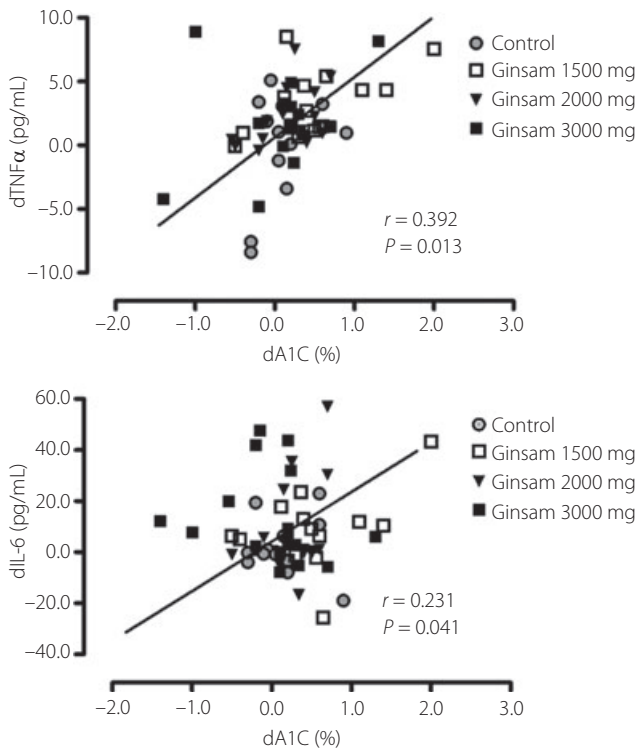 10.0
5.0
0.0
−5.0
−10.0
dTNFα (pg/mL)
Control
Ginsam 1500 mg
Ginsam 2000 mg
Ginsam 3000 mg
r = 0.392
P = 0.013
−2.0 −1.0 0.0 1.0 2.0 3.0
dA1C (%)
60.0
40.0
20.0
0.0
−20.0
−40.0
dIL-6 (pg/mL)
Control
Ginsam 1500 mg
Ginsam 2000 mg
Ginsam 3000 mg
r = 0.231
P = 0.041
−2.0 −1.0 0.0 1.0 2.0 3.0
dA1C (%)